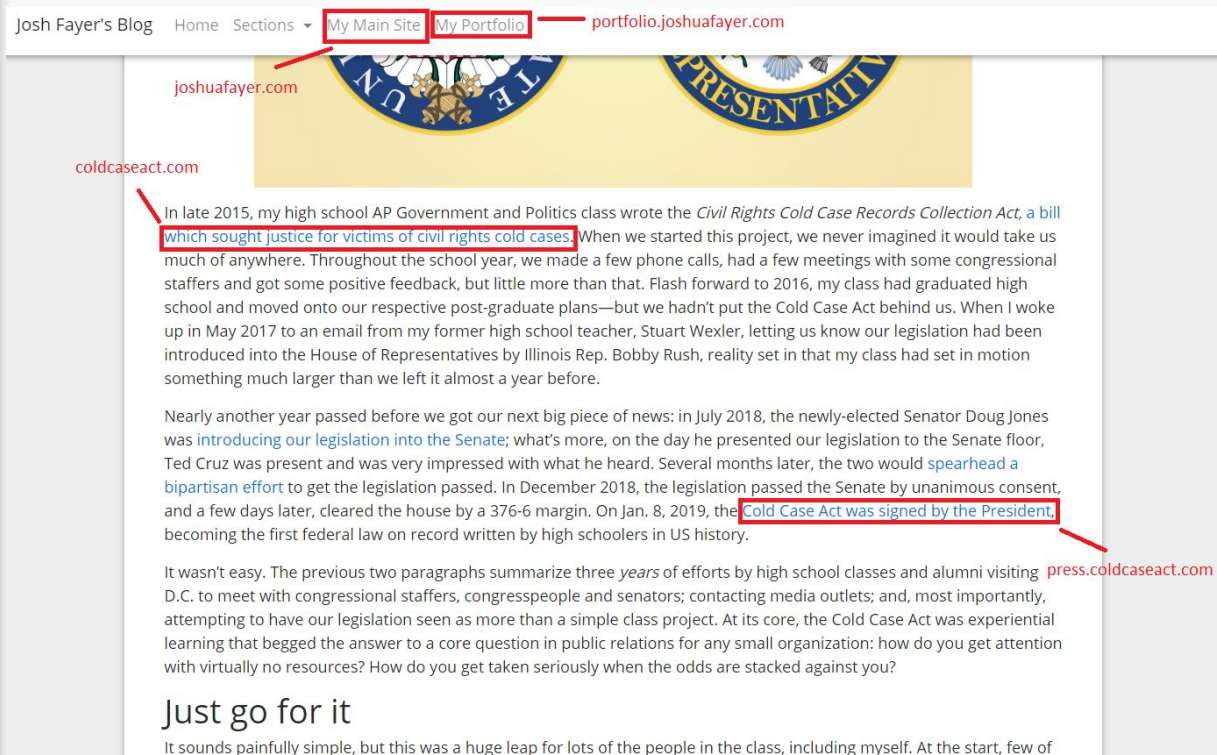 Josh Fayer's Blog Home Sections My Main Site My Portfolio portfolio.joshuafayer.com
joshuafayer.com
UN ATE
REPRESENTATIV
coldcaseact.com
In late 2015, my high school AP Government and Politics class wrote the Civil Rights Cold Case Records Collection Act, a bill
which sought justice for victims of civil rights cold cases. When we started this project, we never imagined it would take us
much of anywhere. Throughout the school year, we made a few phone calls, had a few meetings with some congressional
staffers and got some positive feedback, but little more than that. Flash forward to 2016, my class had graduated high
school and moved onto our respective post-graduate plans—but we hadn't put the Cold Case Act behind us. When I woke
up in May 2017 to an email from my former high school teacher, Stuart Wexler, letting us know our legislation had been
introduced into the House of Representatives by Illinois Rep. Bobby Rush, reality set in that my class had set in motion
something much larger than we left it almost a year before.
Nearly another year passed before we got our next big piece of news: in July 2018, the newly-elected Senator Doug Jones
was introducing our legislation into the Senate; what's more, on the day he presented our legislation to the Senate floor,
Ted Cruz was present and was very impressed with what he heard. Several months later, the two would spearhead a
bipartisan effort to get the legislation passed. In December 2018, the legislation passed the Senate by unanimous consent,
and a few days later, cleared the house by a 376-6 margin. On Jan. 8, 2019, the Cold Case Act was signed by the President,
becoming the first federal law on record written by high schoolers in US history.
press.coldcaseact.com
It wasn't easy. The previous two paragraphs summarize three years of efforts by high school classes and alumni visiting
D.C. to meet with congressional staffers, congresspeople and senators; contacting media outlets; and, most importantly,
attempting to have our legislation seen as more than a simple class project. At its core, the Cold Case Act was experiential
learning that begged the answer to a core question in public relations for any small organization: how do you get attention
with virtually no resources? How do you get taken seriously when the odds are stacked against you?
Just go for it
It sounds painfully simple, but this was a huge leap for lots of the people in the class, including myself. At the start, few of